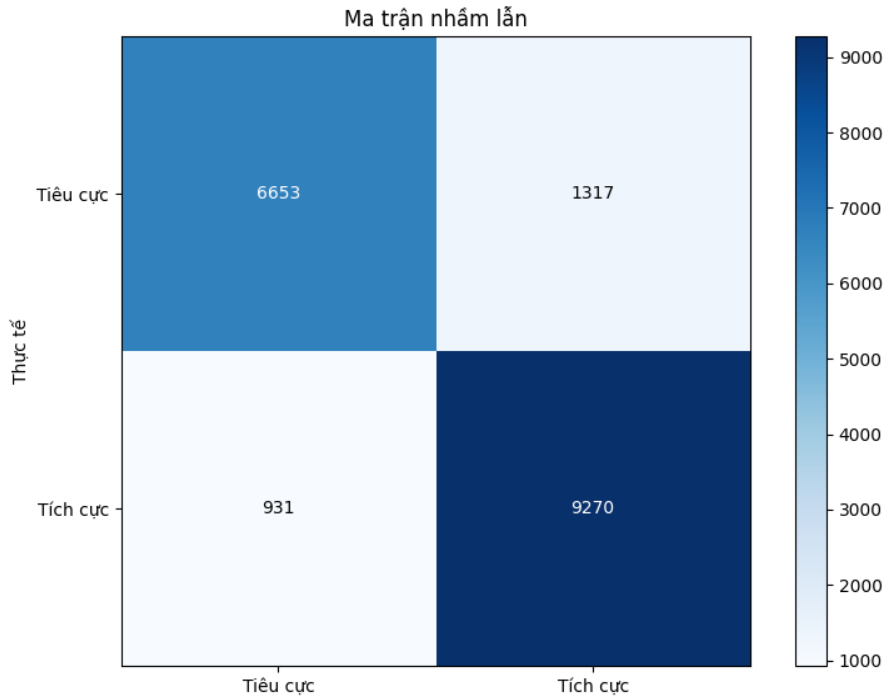 Ma trận nhầm lẫn
Thực tế
Tiêu cực
6653
1317
Tích cực
931
9270
Tiêu cực
Tích cực
9000
8000
7000
6000
5000
4000
3000
2000
1000